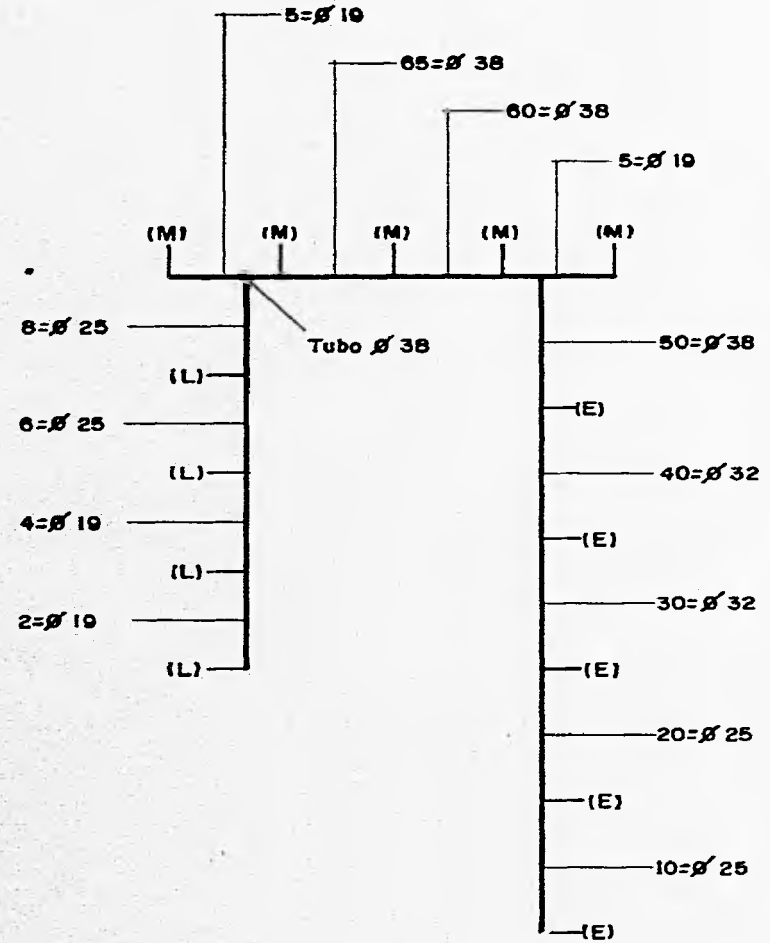 5=Ø 19
65=Ø 38
60=Ø 38
5=Ø 19
(M) (M) (M) (M) (M)
Tubo Ø 38
8=Ø 25
(L)
6=Ø 25
(L)
4=Ø 19
(L)
2=Ø 19
(L)
50=Ø38
(E)
40=Ø 32
(E)
30=Ø 32
(E)
20=Ø 25
(E)
10=Ø 25
(E)